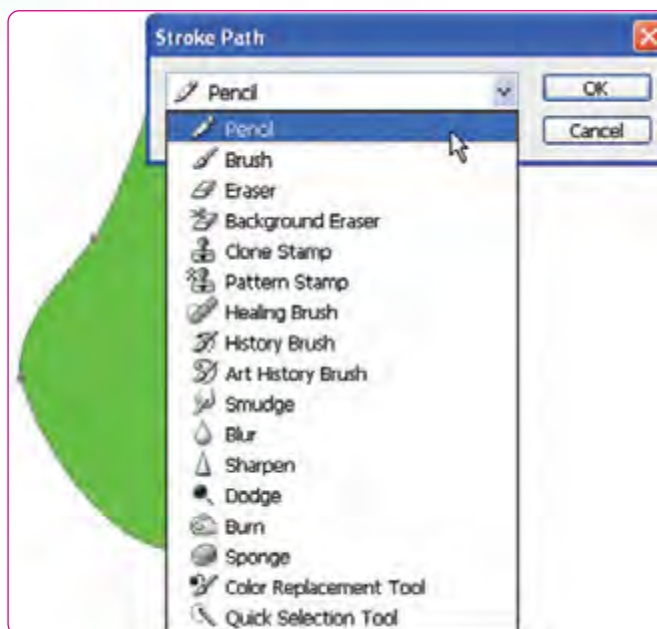 Stroke Path
Pencil
OK
Pencil
Cancel
Brush
Eraser
Background Eraser
Clone Stamp
Pattern Stamp
Healing Brush
History Brush
Art History Brush
Smudge
Blur
Sharpen
Dodge
Burn
Sponge
Color Replacement Tool
Quick Selection Tool